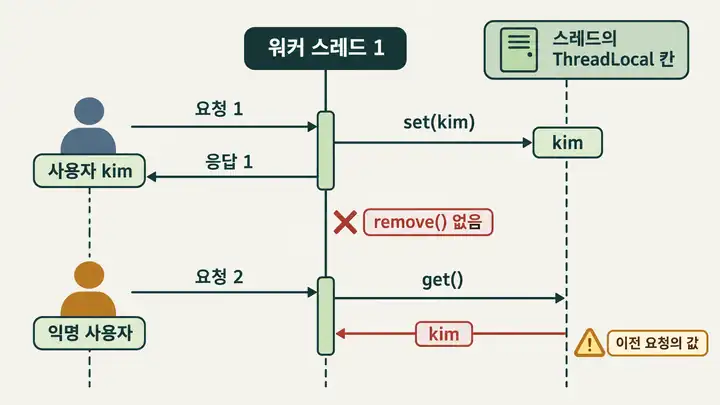 워커 스레드 1
스레드의
ThreadLocal 칸
요청 1
set(kim)
kim
사용자 kim
응답 1
remove() 없음
요청 2
get()
익명 사용자
kim
이전 요청의 값